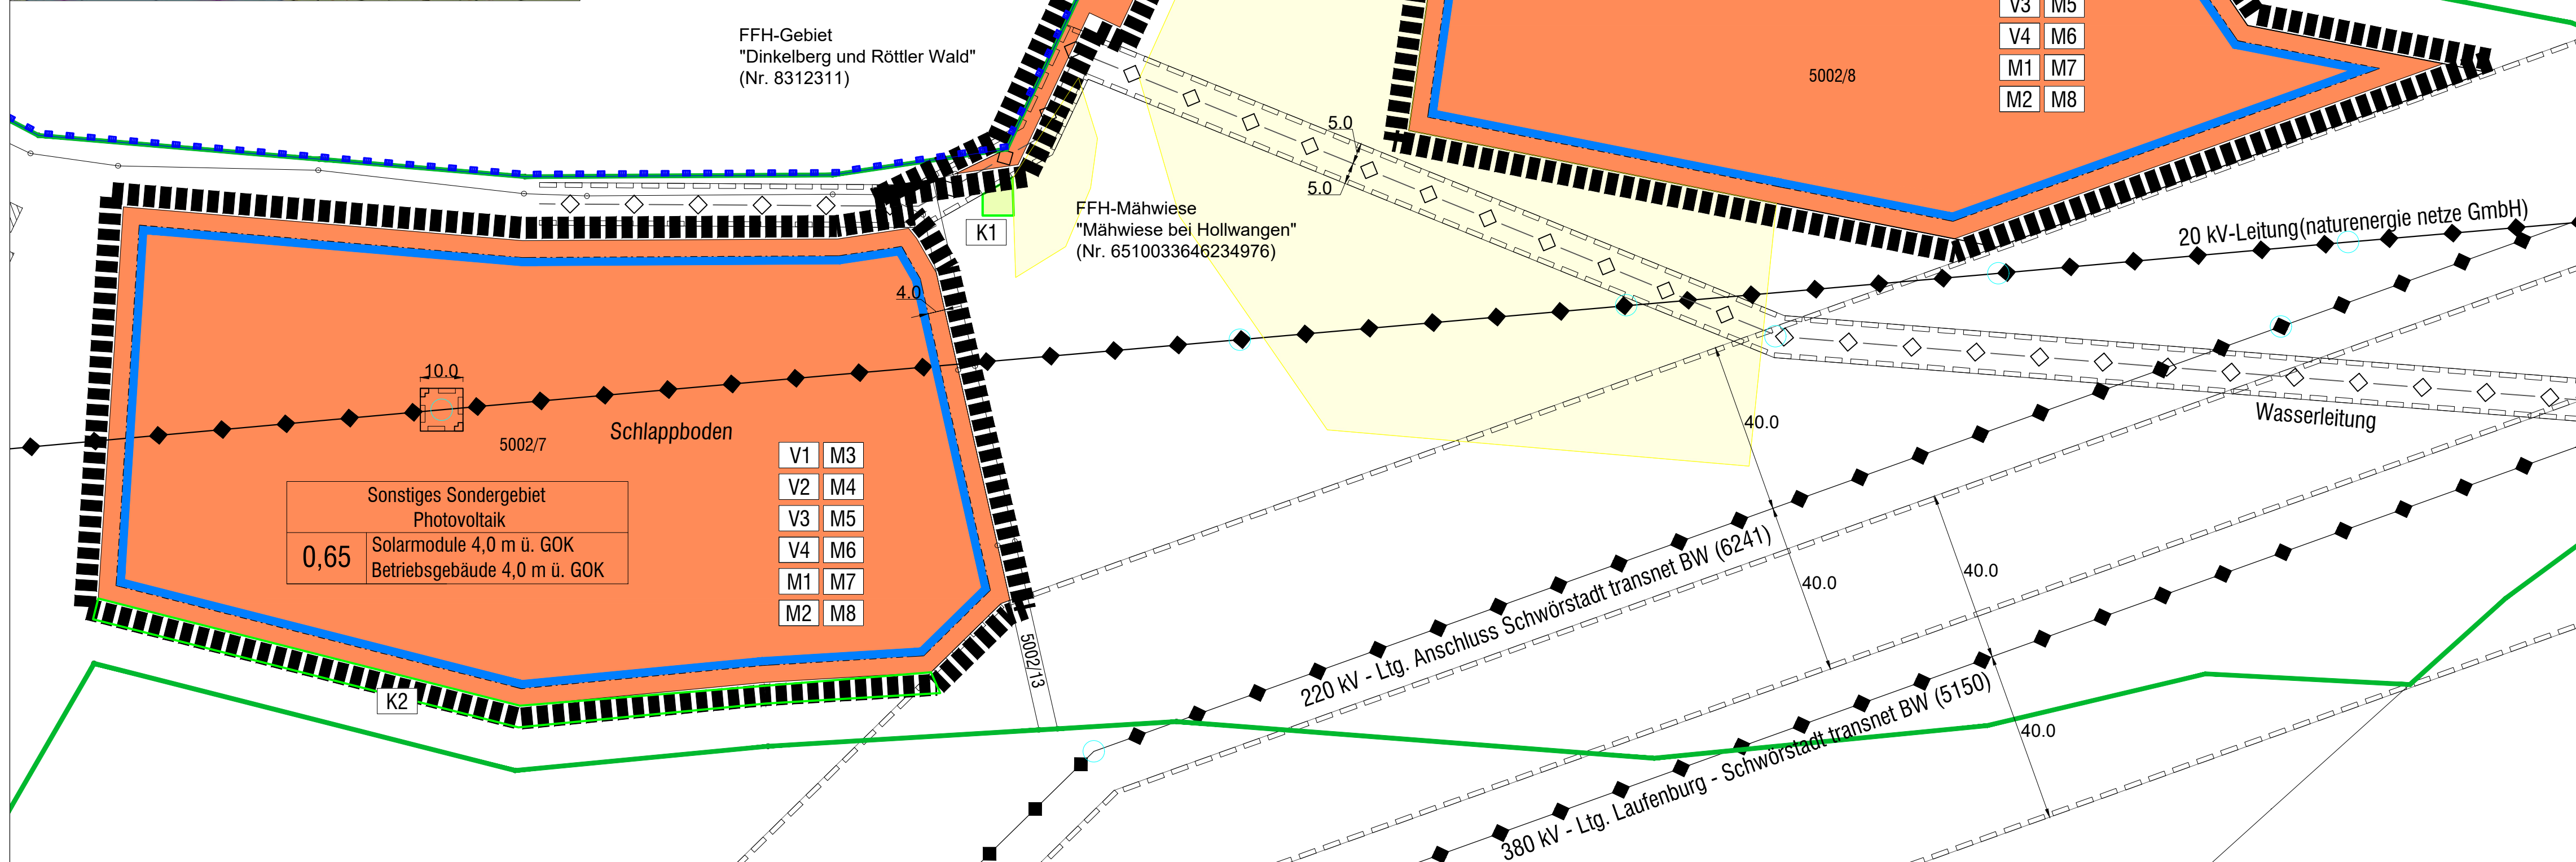 FFH-Gebiet
"Dinkelberg und Röttler Wald"
(Nr. 8312311)
V3 M5
V4 M6
M1 M7
M2 M8
5002/8
5.0
5.0
K1
FFH-Mähwiese
"Mähwiese bei Hollwangen"
(Nr. 6510033646234976)
20 kV-Leitung(naturenergie netze GmbH)
4.0
10.0
5002/7
Schlappboden
Sonstiges Sondergebiet
Photovoltaik
0,65
Solarmodule 4,0 m ü. GOK
Betriebsgebäude 4,0 m ü. GOK
V1 M3
V2 M4
V3 M5
V4 M6
M1 M7
M2 M8
K2
5002/13
Wasserleitung
40.0
40.0
40.0
40.0
220 kV - Ltg. Anschluss Schwörstadt transnet BW (6241)
380 kV - Ltg. Laufenburg - Schwörstadt transnet BW (5150)